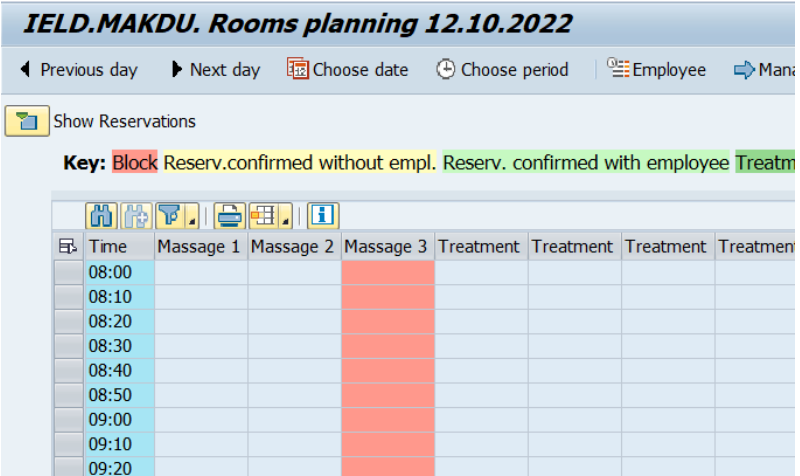 IELD.MAKDU. Rooms planning 12.10.2022
Previous day Next day Choose date Choose period Employee
Show Reservations
Key: Block Reserv.confirmed without empl. Reserv. confirmed with employee
Time Massage 1 Massage 2 Massage 3 Treatment Treatment Treatment Treatment
08:00
08:10
08:20
08:30
08:40
08:50
09:00
09:10
09:20